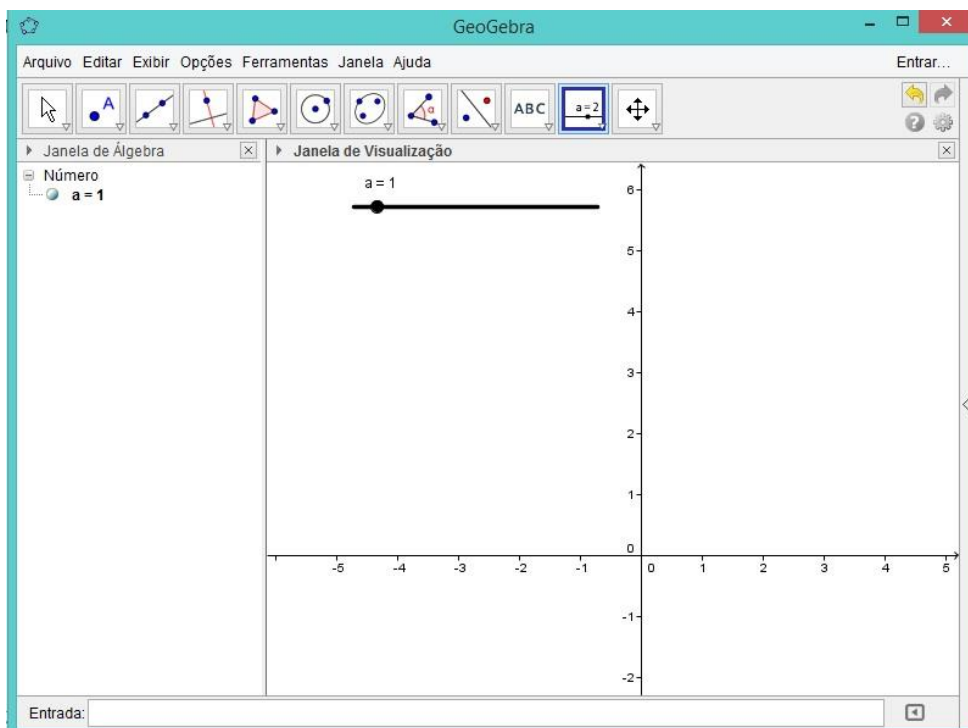 GeoGebra
Arquivo Editar Exibir Opções Ferramentas Janela Ajuda
Entrar...
A
α
ABC
a = 2
Janela de Álgebra
Janela de Visualização
Número
a = 1
a = 1
6
5
4
3
2
1
0
-5 -4 -3 -2 -1 0 1 2 3 4 5
-1
-2
Entrada: